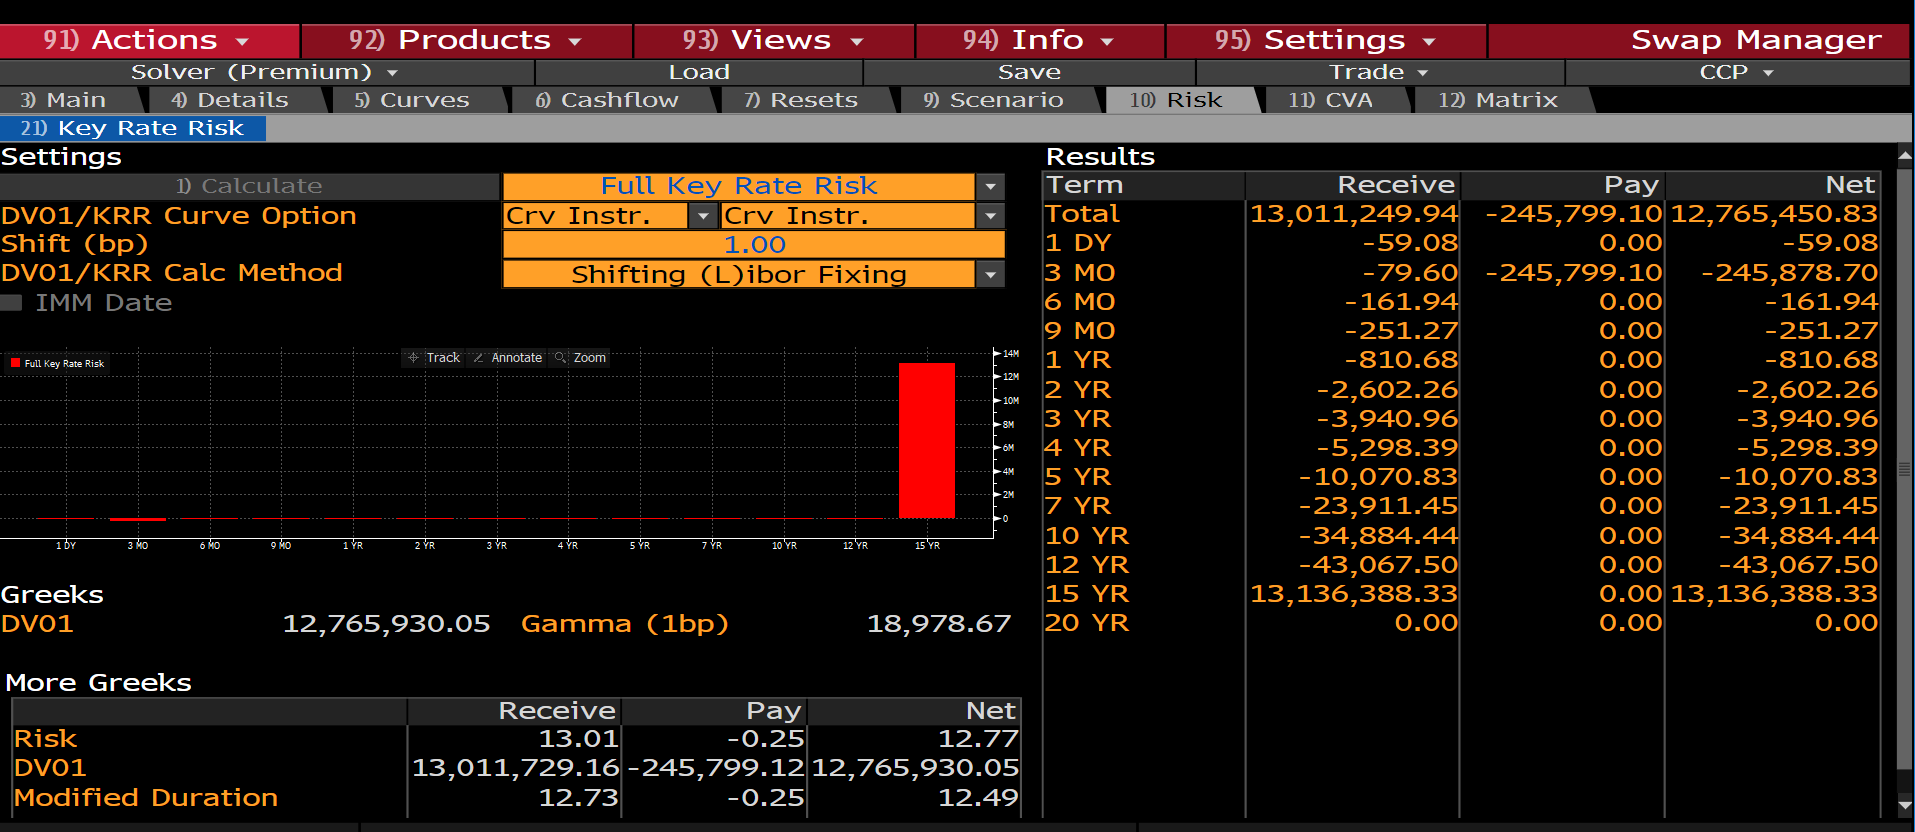 91) Actions 92) Products 93) Views 94) Info 95) Settings Swap Manager
Solver (Premium) Load Save Trade CCP
3) Main 4) Details 5) Curves 6) Cashflow 7) Resets 9) Scenario 10) Risk 11) CVA 12) Matrix
21) Key Rate Risk
Settings
1) Calculate Full Key Rate Risk
DV01/KRR Curve Option Crv Instr. Crv Instr.
Shift (bp) 1.00
DV01/KRR Calc Method Shifting (L)ibor Fixing
IMM Date
Full Key Rate Risk
Track Annotate Zoom
14M
12M
10M
8M
6M
4M
2M
0
1 DY 3 MO 6 MO 9 MO 1 YR 2 YR 3 YR 4 YR 5 YR 7 YR 10 YR 12 YR 15 YR
Greeks
DV01 12,765,930.05 Gamma (1bp) 18,978.67
More Greeks
Receive Pay Net
Risk 13.01 -0.25 12.77
DV01 13,011,729.16 -245,799.12 12,765,930.05
Modified Duration 12.73 -0.25 12.49
Results
Term Receive Pay Net
Total 13,011,249.94 -245,799.10 12,765,450.83
1 DY -59.08 0.00 -59.08
3 MO -79.60 -245,799.10 -245,878.70
6 MO -161.94 0.00 -161.94
9 MO -251.27 0.00 -251.27
1 YR -810.68 0.00 -810.68
2 YR -2,602.26 0.00 -2,602.26
3 YR -3,940.96 0.00 -3,940.96
4 YR -5,298.39 0.00 -5,298.39
5 YR -10,070.83 0.00 -10,070.83
7 YR -23,911.45 0.00 -23,911.45
10 YR -34,884.44 0.00 -34,884.44
12 YR -43,067.50 0.00 -43,067.50
15 YR 13,136,388.33 0.00 13,136,388.33
20 YR 0.00 0.00 0.00